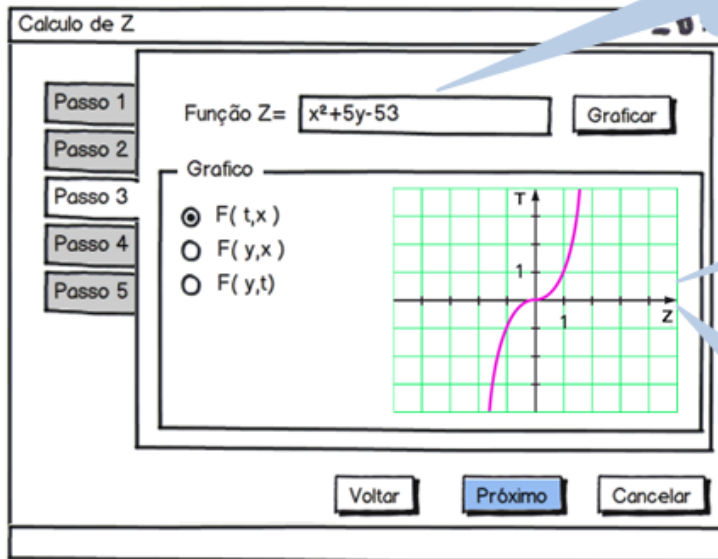 Calculo de Z
Passo 1
Passo 2
Passo 3
Passo 4
Passo 5
Função Z= x²+5y-53 Graficar
Grafico
F( t,x )
F( y,x )
F( y,t)
T
1
1
Z
Voltar Próximo Cancelar